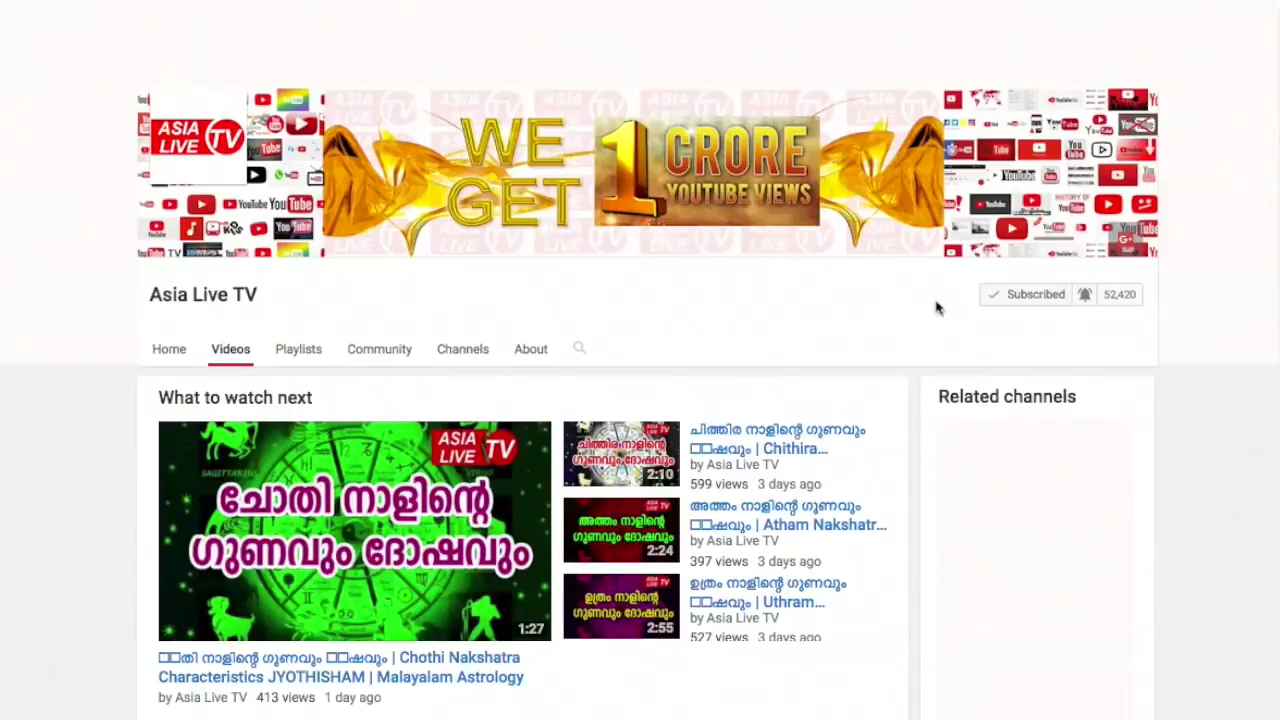 ASIA
LIVE
TV
WE
GET
1
CRORE
YOUTUBE VIEWS
Asia Live TV
Subscribed
52,420
Home
Videos
Playlists
Community
Channels
About
What to watch next
Related channels
SAGITTARIUS
ASIA
LIVE
TV
ചോതി നാളിന്റെ
ഗുണവും ദോഷവും
1:27
□□തി നാളിന്റെ ഗുണവും □□ഷവും | Chothi Nakshatra
Characteristics JYOTHISHAM | Malayalam Astrology
by Asia Live TV 413 views 1 day ago
ചിത്തിര നാളിന്റെ
ഗുണവും ദോഷവും
2:10
ചിത്തിര നാളിന്റെ ഗുണവും
□□ഷവും | Chithira...
by Asia Live TV
599 views 3 days ago
അത്തം നാളിന്റെ
ഗുണവും ദോഷവും
2:24
അത്തം നാളിന്റെ ഗുണവും
□□ഷവും | Atham Nakshatr...
by Asia Live TV
397 views 3 days ago
ഉത്രം നാളിന്റെ
ഗുണവും ദോഷവും
2:55
ഉത്രം നാളിന്റെ ഗുണവും
□□ഷവും | Uthram...
by Asia Live TV
527 views 3 days ago